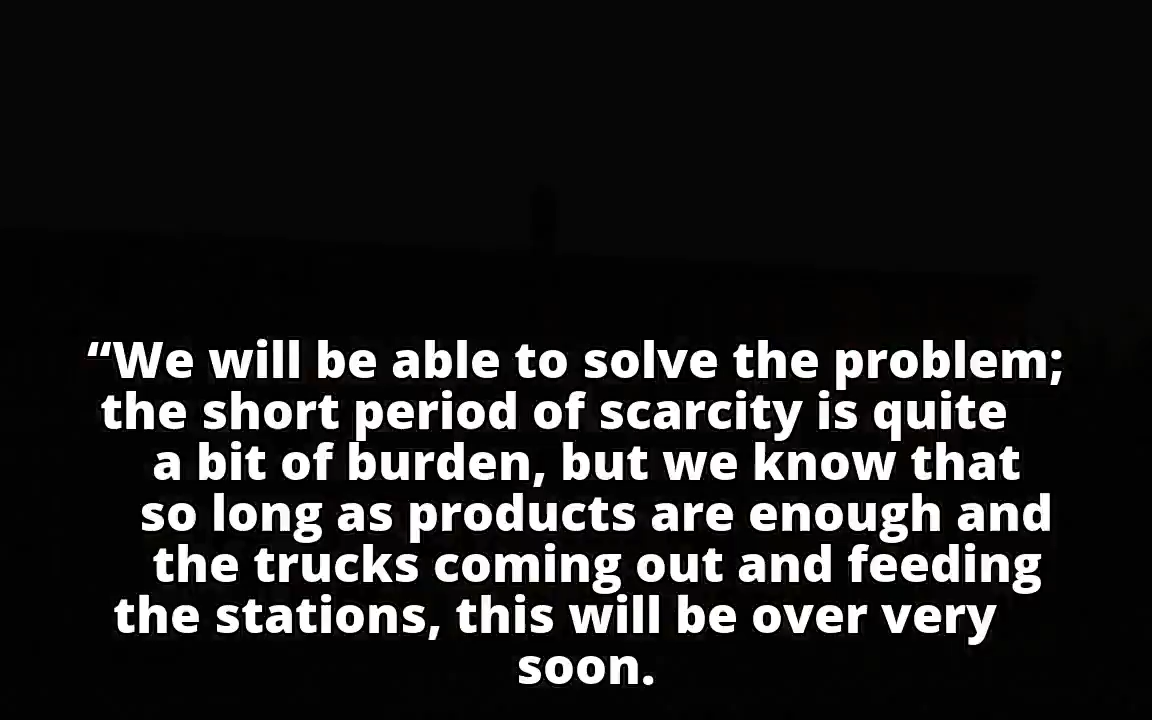 “We will be able to solve the problem;
the short period of scarcity is quite
a bit of burden, but we know that
so long as products are enough and
the trucks coming out and feeding
the stations, this will be over very
soon.